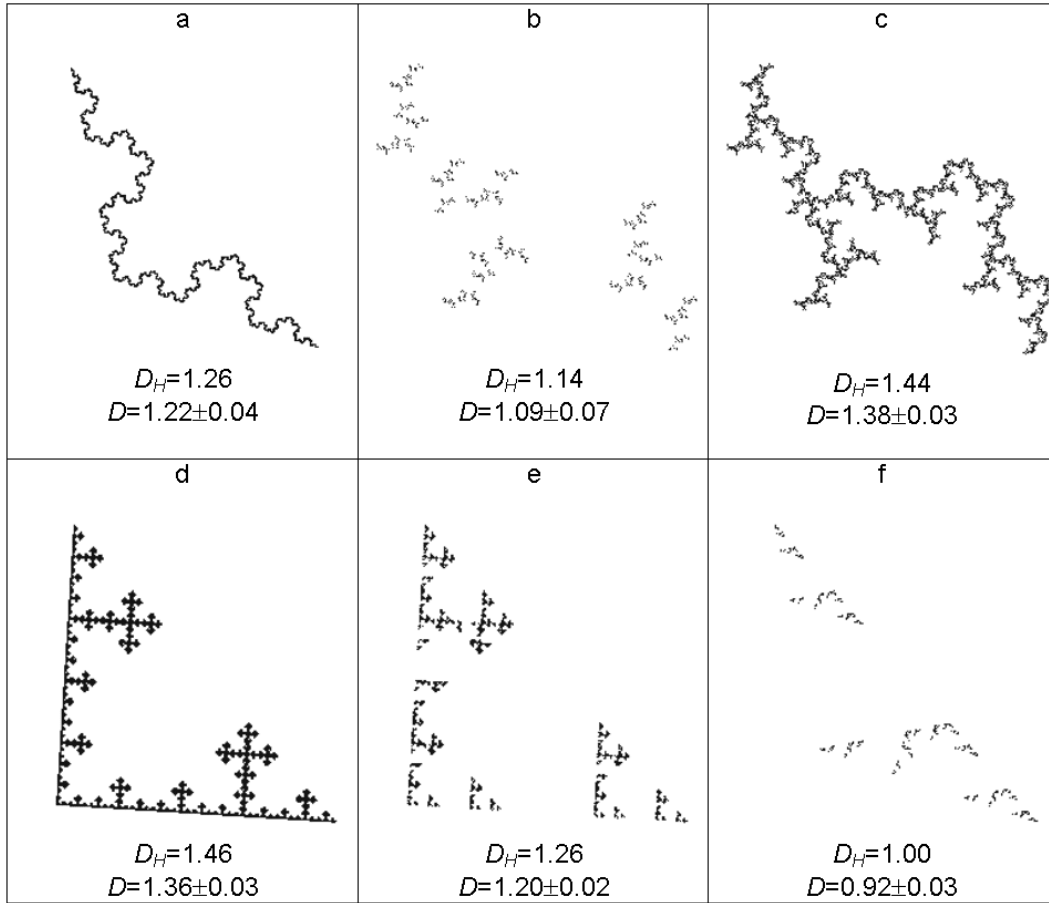 a
b
c
D_H=1.26
D=1.22±0.04
D_H=1.14
D=1.09±0.07
D_H=1.44
D=1.38±0.03
d
e
f
D_H=1.46
D=1.36±0.03
D_H=1.26
D=1.20±0.02
D_H=1.00
D=0.92±0.03